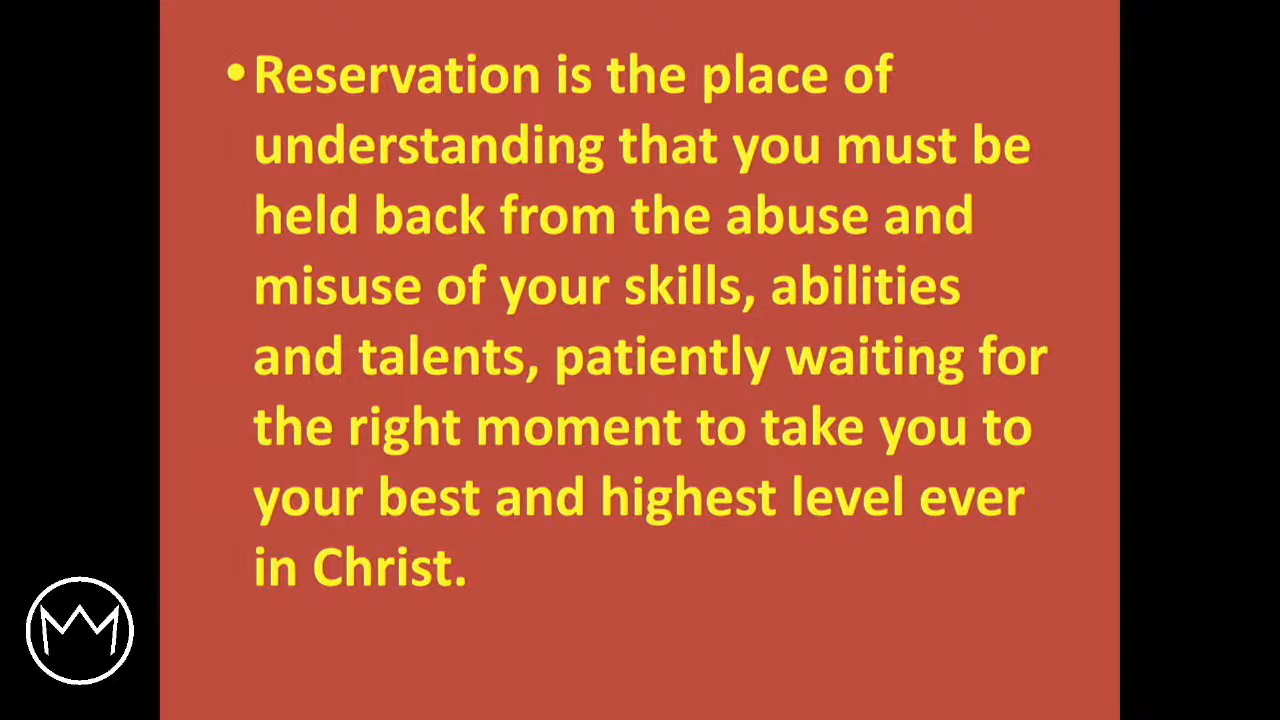 •Reservation is the place of
understanding that you must be
held back from the abuse and
misuse of your skills, abilities
and talents, patiently waiting for
the right moment to take you to
your best and highest level ever
in Christ.